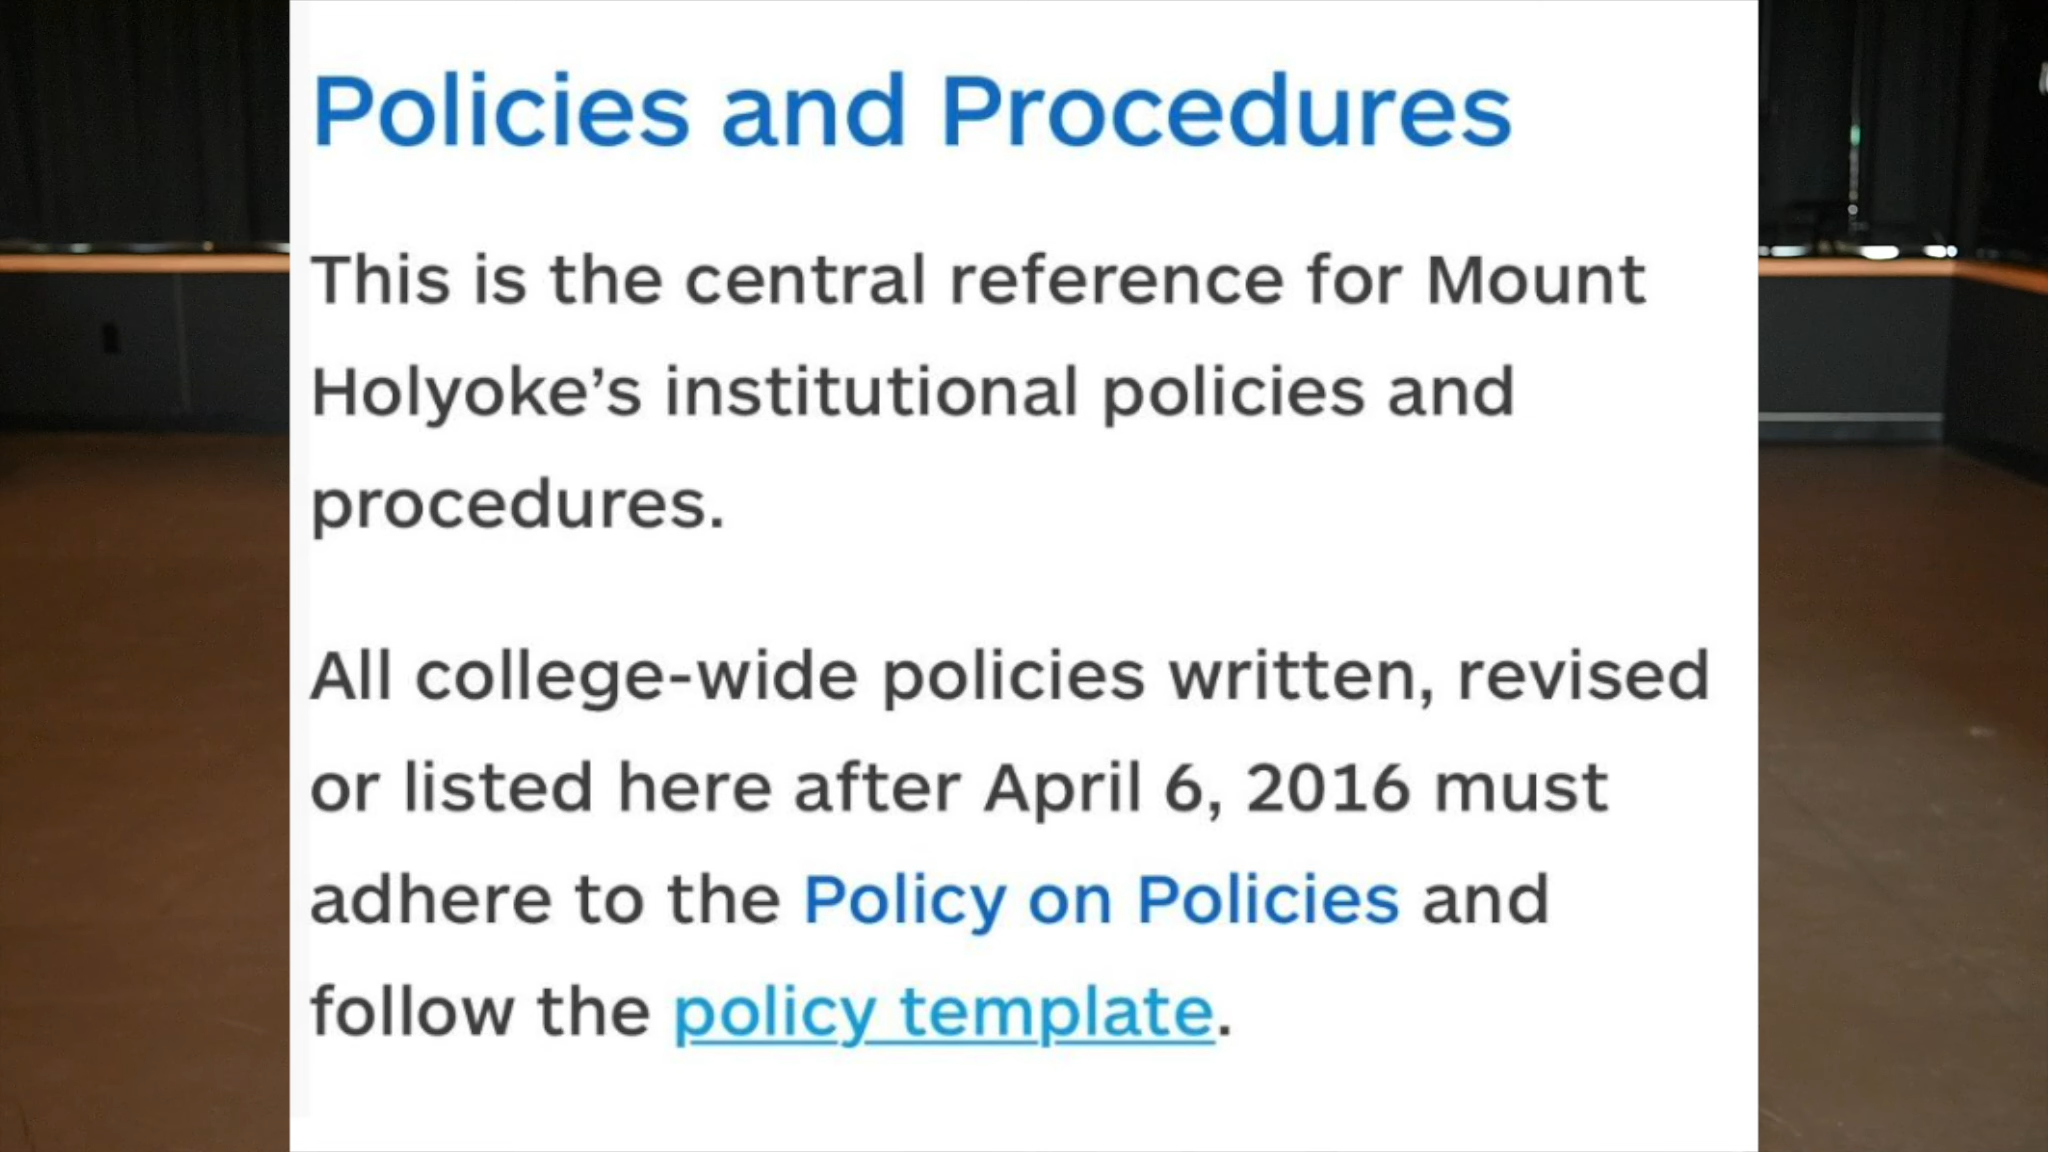 Policies and Procedures
This is the central reference for Mount
Holyoke’s institutional policies and
procedures.
All college-wide policies written, revised
or listed here after April 6, 2016 must
adhere to the Policy on Policies and
follow the policy template.